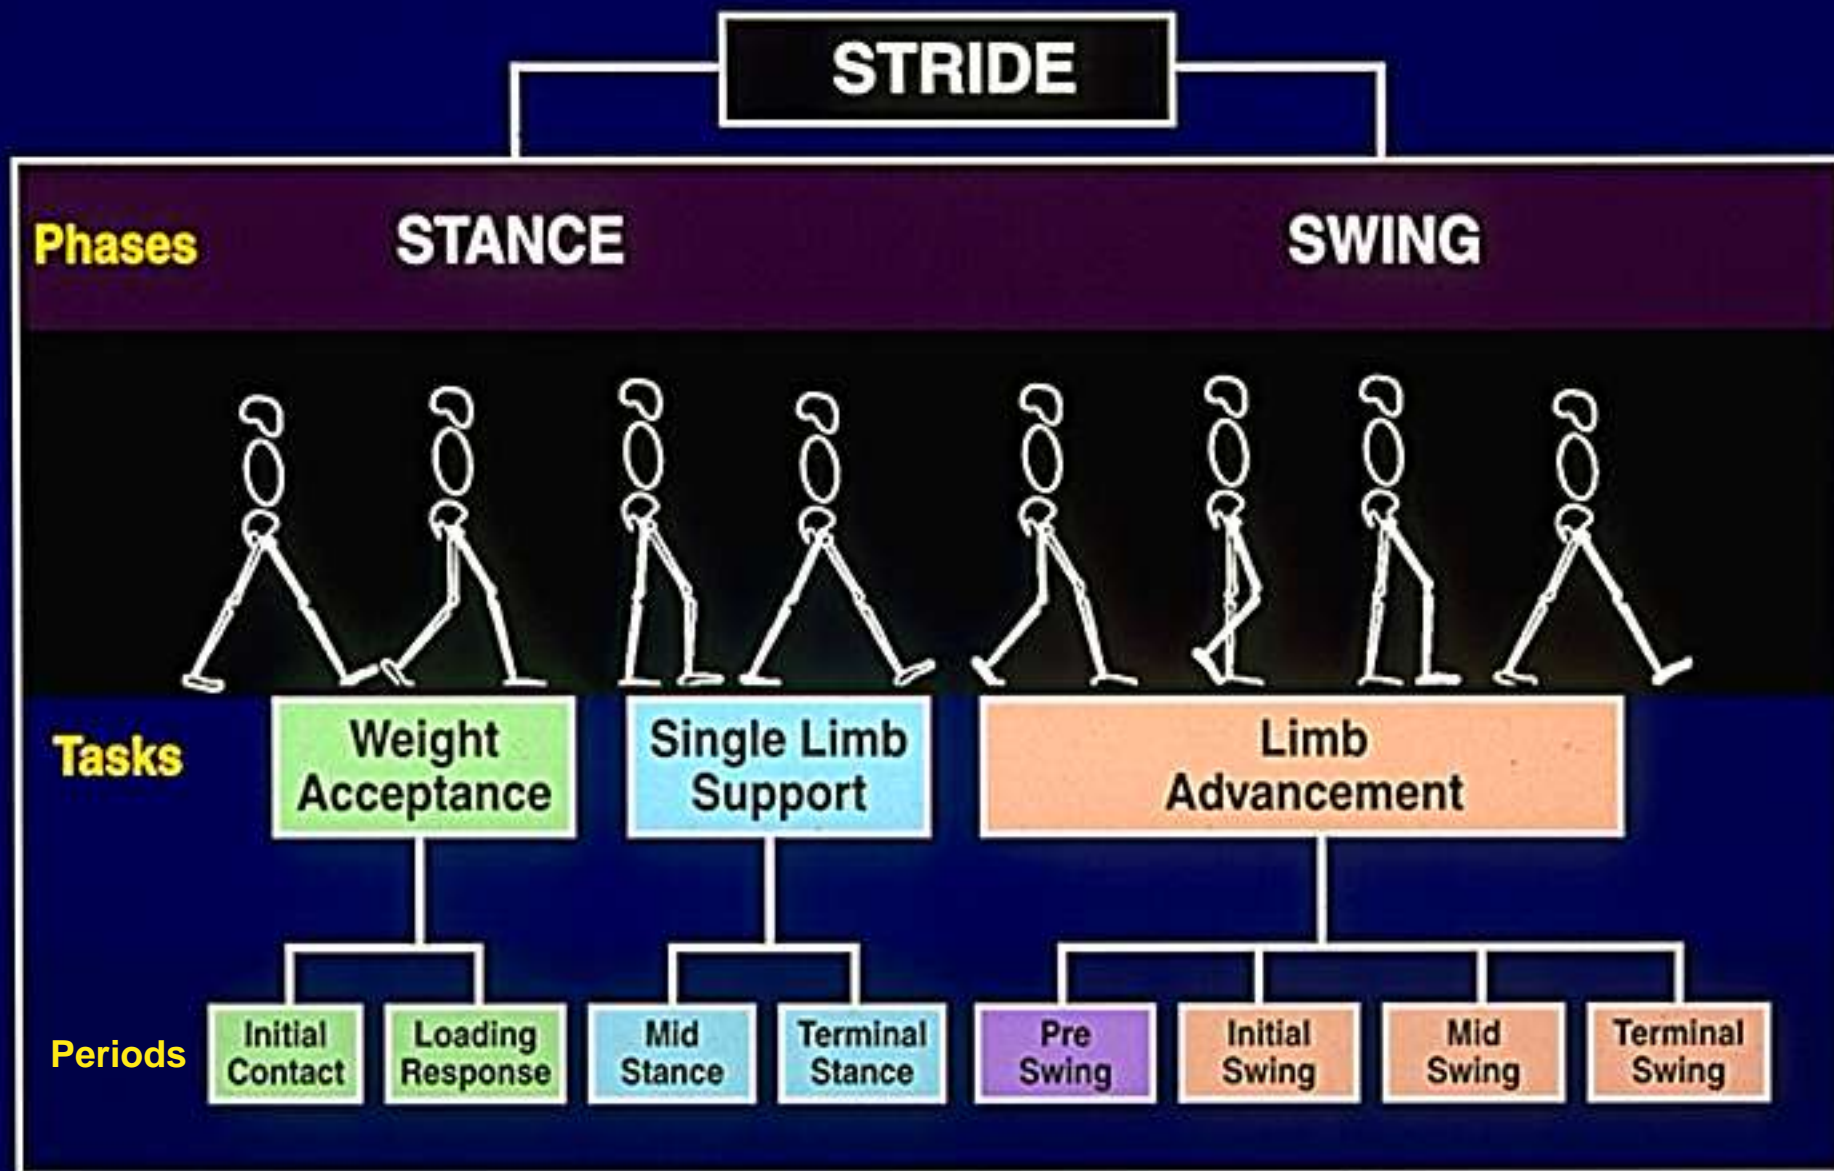 STRIDE
Phases STANCE SWING
Tasks
Weight
Acceptance
Single Limb
Support
Limb
Advancement
Periods
Initial
Contact
Loading
Response
Mid
Stance
Terminal
Stance
Pre
Swing
Initial
Swing
Mid
Swing
Terminal
Swing